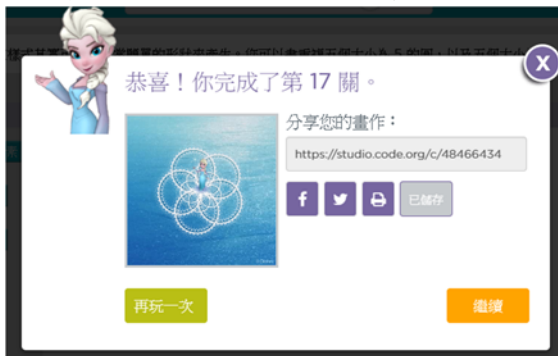 恭喜！你完成了第 17 關。
X
分享您的畫作：
https://studio.code.org/c/48466434
f
已儲存
再玩一次
繼續